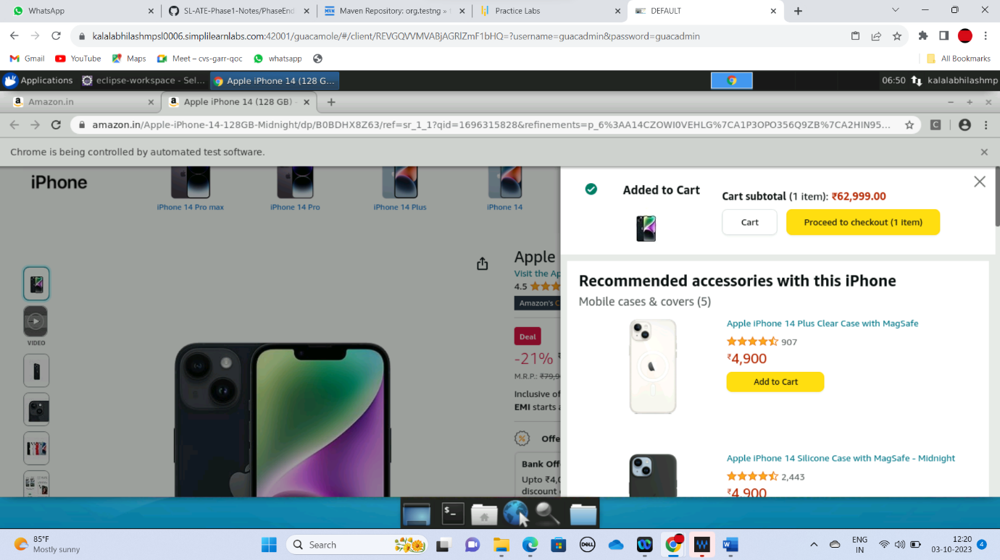 WhatsApp
SL-ATE-Phase1-Notes/PhaseEnd
Maven Repository: org.testng » t
Practice Labs
DEFAULT
kalalabhilashmpsl0006.simplilearnlabs.com:42001/guacamole/#/client/REVGQVVMVABjAGRlZmF1bHQ=?username=guacadmin&password=guacadmin
Gmail
YouTube
Maps
Meet – cvs-garr-qoc
whatsapp
All Bookmarks
Applications
eclipse-workspace - Sel...
Apple iPhone 14 (128 G...
06:50
kalalabhilashmp
Amazon.in
Apple iPhone 14 (128 GB) -
amazon.in/Apple-iPhone-14-128GB-Midnight/dp/B0BDHX8Z63/ref=sr_1_1?qid=1696315828&refinements=p_6%3AA14CZOWI0VEHLG%7CA1P3OPO356Q9ZB%7CA2HIN95...
Chrome is being controlled by automated test software.
iPhone
iPhone 14 Pro max
iPhone 14 Pro
iPhone 14 Plus
iPhone 14
Added to Cart
Cart subtotal (1 item): ₹62,999.00
Cart
Proceed to checkout (1 item)
Apple
Visit the Ap
4.5
Amazon's C
VIDEO
Deal
-21%
M.R.P.: ₹79,9
Inclusive of
EMI starts a
Offe
Bank Off
Upto ₹4,0
discount
Recommended accessories with this iPhone
Mobile cases & covers (5)
Apple iPhone 14 Plus Clear Case with MagSafe
907
₹4,900
Add to Cart
Apple iPhone 14 Silicone Case with MagSafe - Midnight
2,443
₹4,900
$_
85°F
Mostly sunny
Search
DELL
W
ENG
IN
12:20
03-10-2023
4